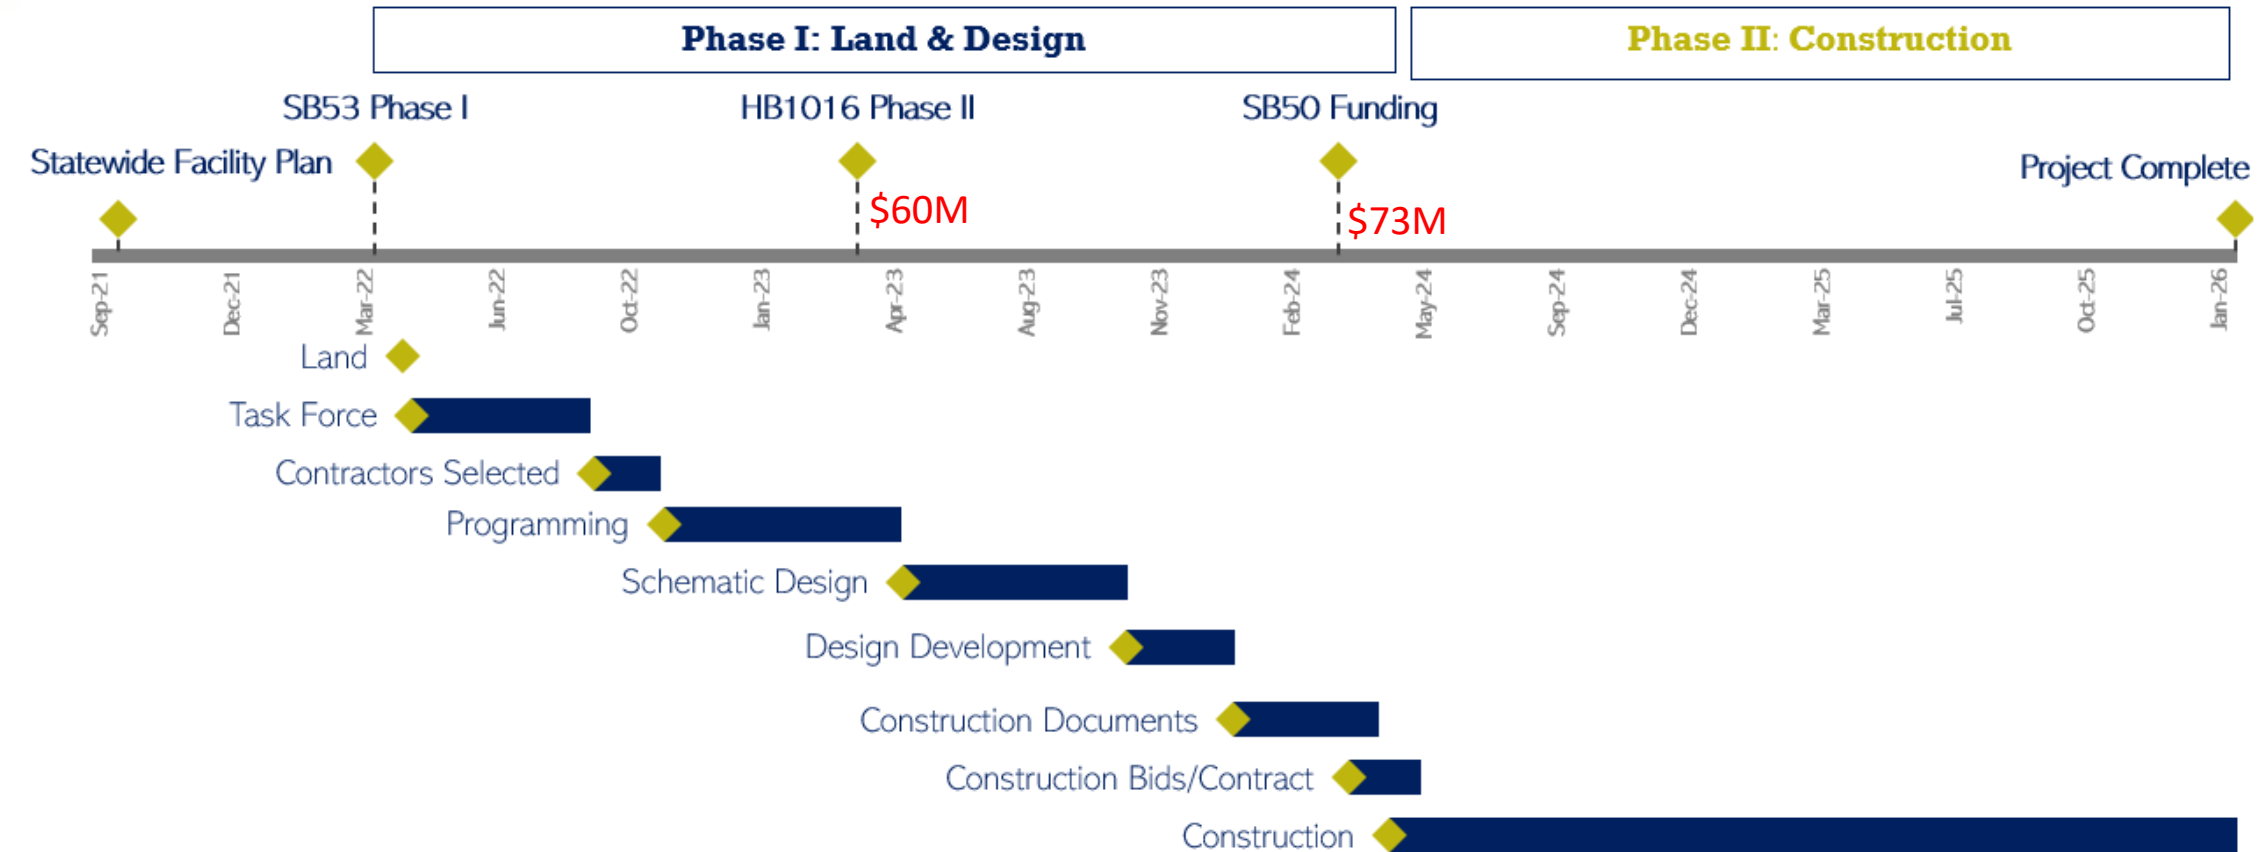 Phase I: Land & Design
Phase II: Construction
SB53 Phase I
HB1016 Phase II
SB50 Funding
Statewide Facility Plan
Project Complete
$60M
$73M
Sep-21
Dec-21
Mar-22
Jun-22
Oct-22
Jan-23
Apr-23
Aug-23
Nov-23
Feb-24
May-24
Sep-24
Dec-24
Mar-25
Jul-25
Oct-25
Jan-26
Land
Task Force
Contractors Selected
Programming
Schematic Design
Design Development
Construction Documents
Construction Bids/Contract
Construction